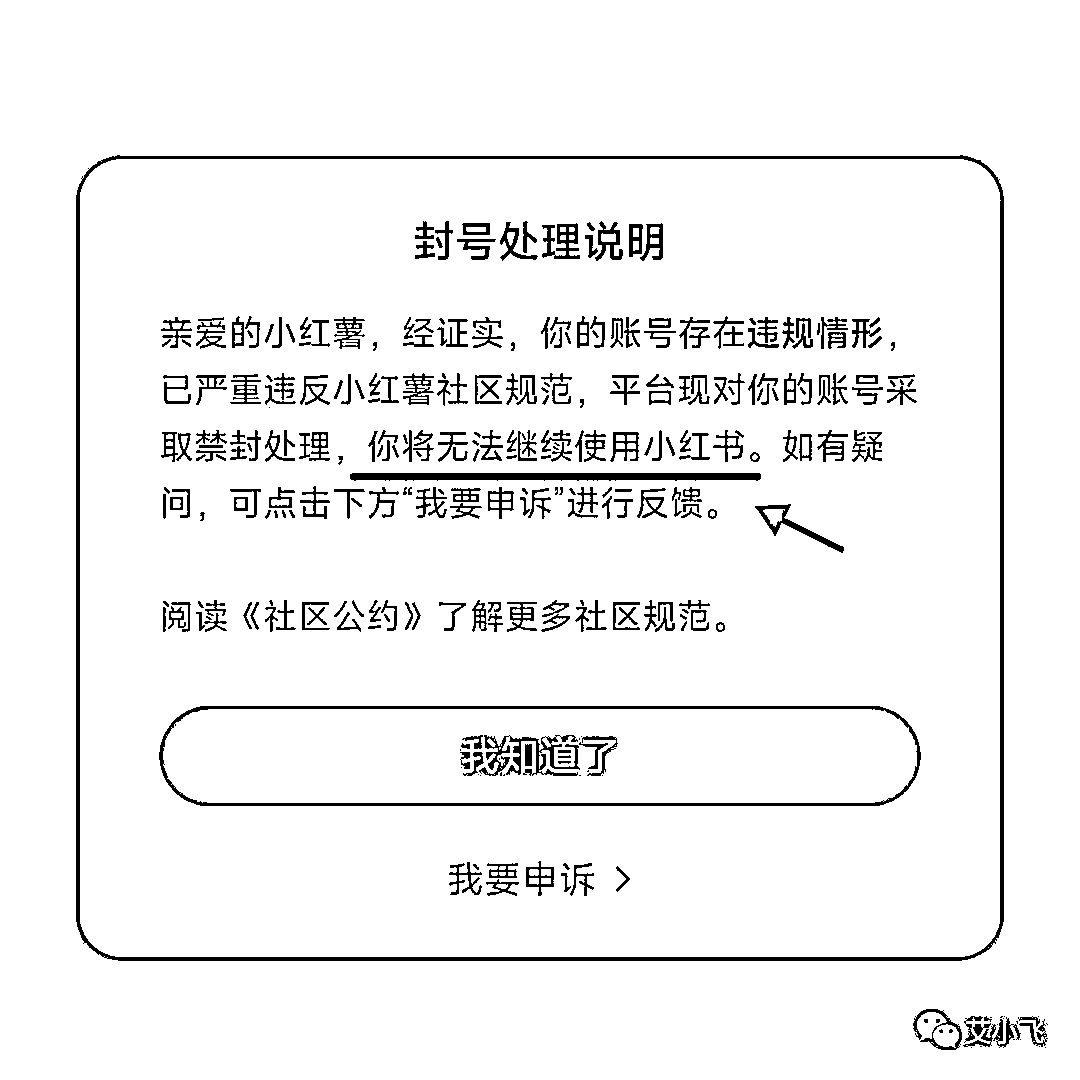 封号处理说明
亲爱的小红薯，经证实，你的账号存在违规情形，
已严重违反小红薯社区规范，平台现对你的账号采
取禁封处理，你将无法继续使用小红书。如有疑
问，可点击下方“我要申诉”进行反馈。
阅读《社区公约》了解更多社区规范。
我知道了
我要申诉 >
艾小飞